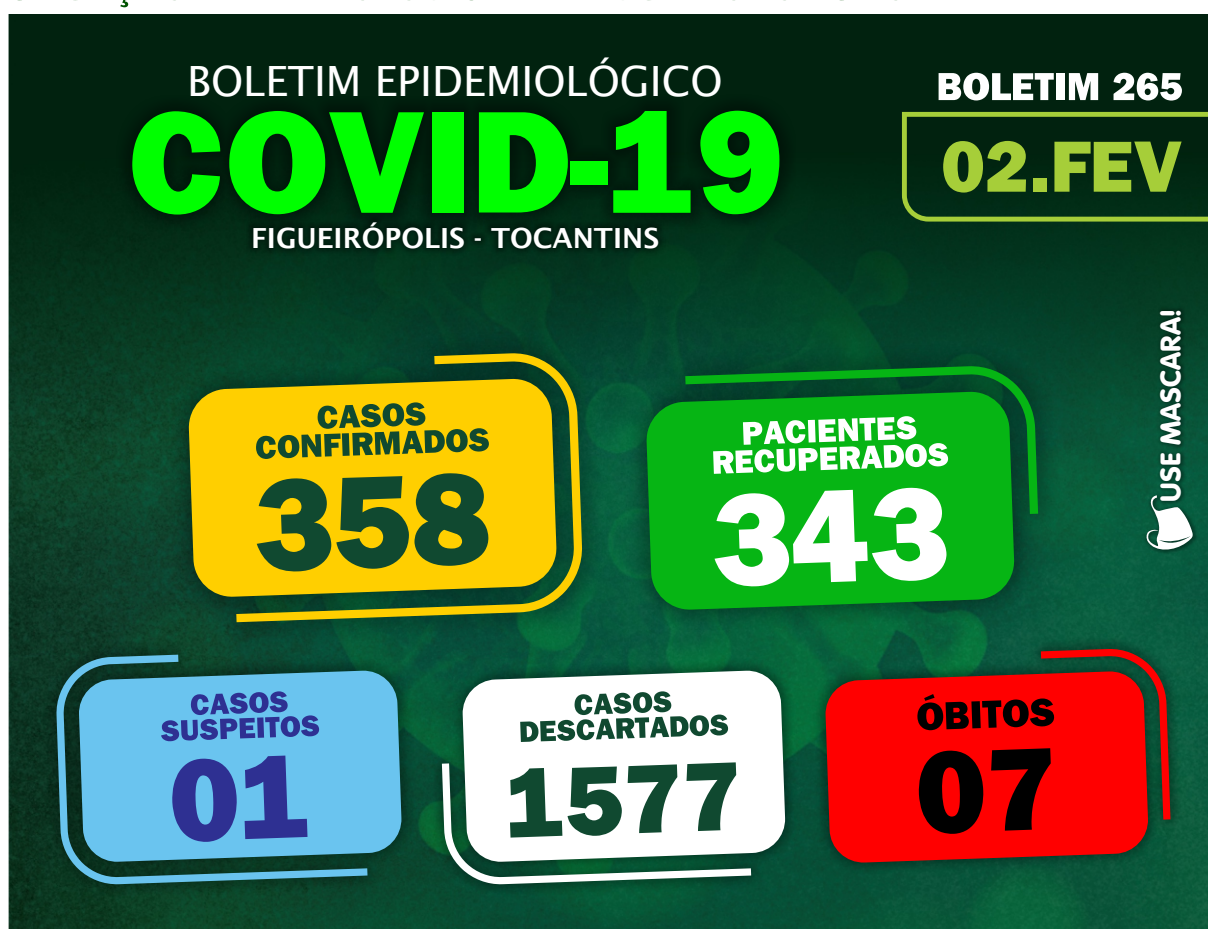 BOLETIM EPIDEMIOLÓGICO
COVID-19
FIGUEIRÓPOLIS - TOCANTINS
BOLETIM 265
02.FEV
USE MASCARA!
CASOS
CONFIRMADOS
358
PACIENTES
RECUPERADOS
343
CASOS
SUSPEITOS
01
CASOS
DESCARTADOS
1577
ÓBITOS
07